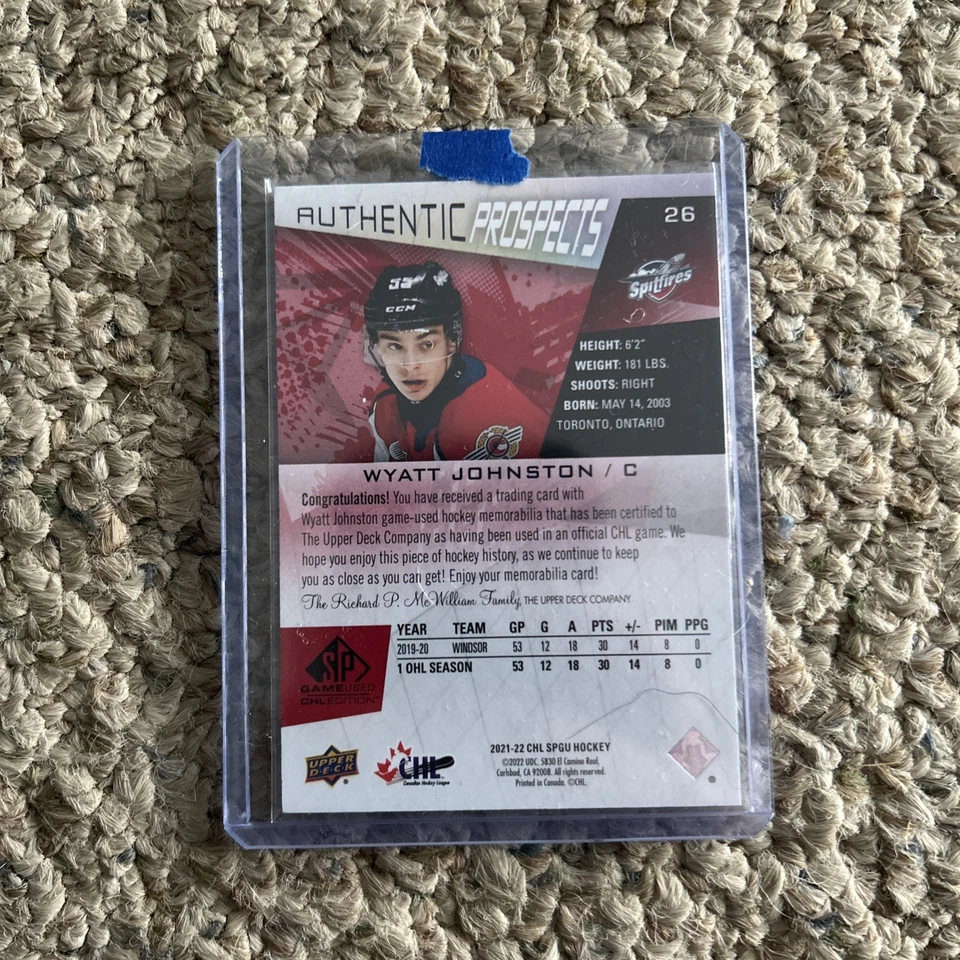 AUTHENTIC PROSPECTS
26
Spitfires
55
CCM
HEIGHT: 6'2"
WEIGHT: 181 LBS.
SHOOTS: RIGHT
BORN: MAY 14, 2003
TORONTO, ONTARIO
WYATT JOHNSTON / C
Congratulations! You have received a trading card with
Wyatt Johnston game-used hockey memorabilia that has been certified to
The Upper Deck Company as having been used in an official CHL game. We
hope you enjoy this piece of hockey history, as we continue to keep
you as close as you can get! Enjoy your memorabilia card!
The Richard P. McWilliam Family, THE UPPER DECK COMPANY
YEAR TEAM GP G A PTS +/- PIM PPG
2019-20 WINDSOR 53 12 18 30 14 8 0
1 OHL SEASON 53 12 18 30 14 8 0
SP
GAMEUSED
CHL EDITION™
UPPER
D·E·C·K ®
CHL
Canadian Hockey League
2021-22 CHL SPGU HOCKEY
©2022 UDC. 5830 El Camino Real,
Carlsbad, CA 92008. All rights reserved.
Printed in Canada. ©CHL.
®